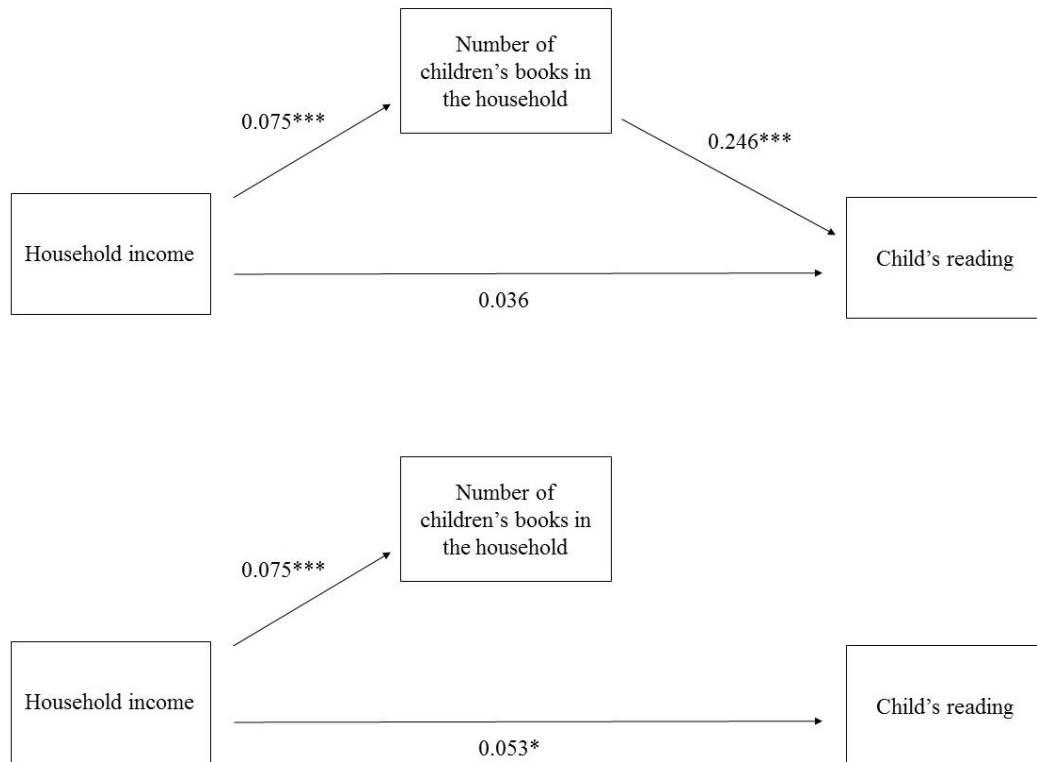 Number of
children’s books in
the household
0.075***
0.246***
Household income
Child’s reading
0.036
Number of
children’s books in
the household
0.075***
Household income
Child’s reading
0.053*